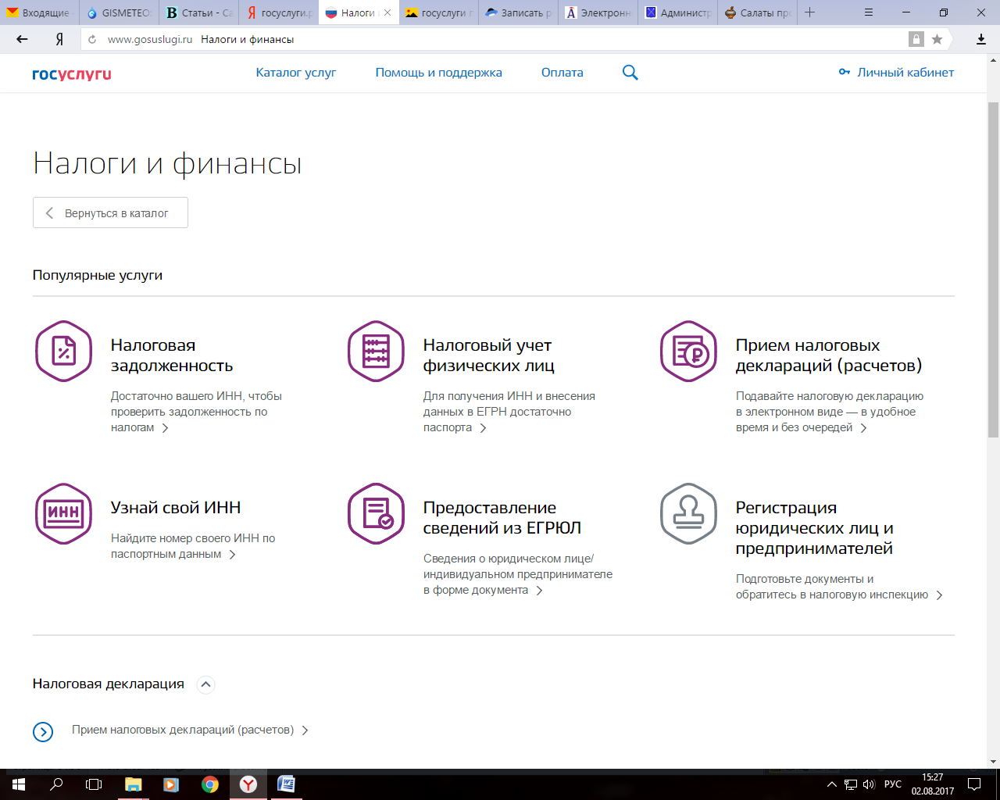 Входящие
GISMETEO
Статьи - Са
госуслуги.р
Налоги
госуслуги
Записать р
Электронн
Администр
Салаты про
www.gosuslugi.ru Налоги и финансы
госуслуги
Каталог услуг
Помощь и поддержка
Оплата
Личный кабинет
Налоги и финансы
Вернуться в каталог
Популярные услуги
Налоговая
задолженность
Достаточно вашего ИНН, чтобы
проверить задолженность по
налогам
Налоговый учет
физических лиц
Для получения ИНН и внесения
данных в ЕГРН достаточно
паспорта
Прием налоговых
деклараций (расчетов)
Подавайте налоговую декларацию
в электронном виде — в удобное
время и без очередей
ИНН
Узнай свой ИНН
Найдите номер своего ИНН по
паспортным данным
Предоставление
сведений из ЕГРЮЛ
Сведения о юридическом лице/
индивидуальном предпринимателе
в форме документа
Регистрация
юридических лиц и
предпринимателей
Подготовьте документы и
обратитесь в налоговую инспекцию
Налоговая декларация
Прием налоговых деклараций (расчетов)
РУС
15:27
02.08.2017